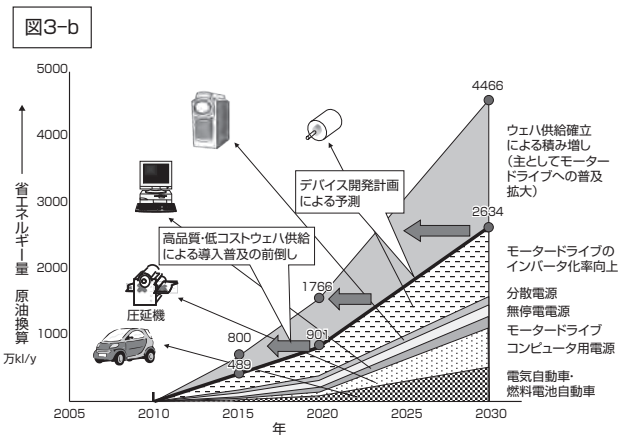 図3-b
5000
4000
3000
2000
1000
万kl/y
省エネルギー量 原油換算
圧延機
高品質・低コストウェハ供給
による導入普及の前倒し
デバイス開発計画
による予測
800
489
1766
901
4466
2634
ウェハ供給確立
による積み増し
（主としてモーター
ドライブへの普及
拡大）
モータードライブの
インバータ化率向上
分散電源
無停電電源
モータードライブ
コンピュータ用電源
電気自動車・
燃料電池自動車
2005
2010
2015
2020
2025
2030
年